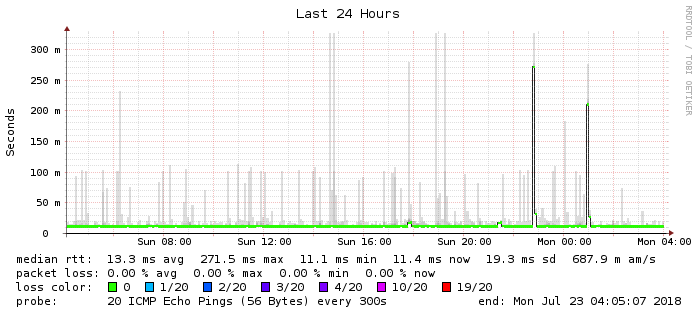 Last 24 Hours
RRDTOOL / TOBI OETIKER
Seconds
300 m
250 m
200 m
150 m
100 m
50 m
0
Sun 08:00 Sun 12:00 Sun 16:00 Sun 20:00 Mon 00:00 Mon 04:00
median rtt: 13.3 ms avg 271.5 ms max 11.1 ms min 11.4 ms now 19.3 ms sd 687.9 m am/s
packet loss: 0.00 % avg 0.00 % max 0.00 % min 0.00 % now
loss color: 0 1/20 2/20 3/20 4/20 10/20 19/20
probe: 20 ICMP Echo Pings (56 Bytes) every 300s end: Mon Jul 23 04:05:07 2018